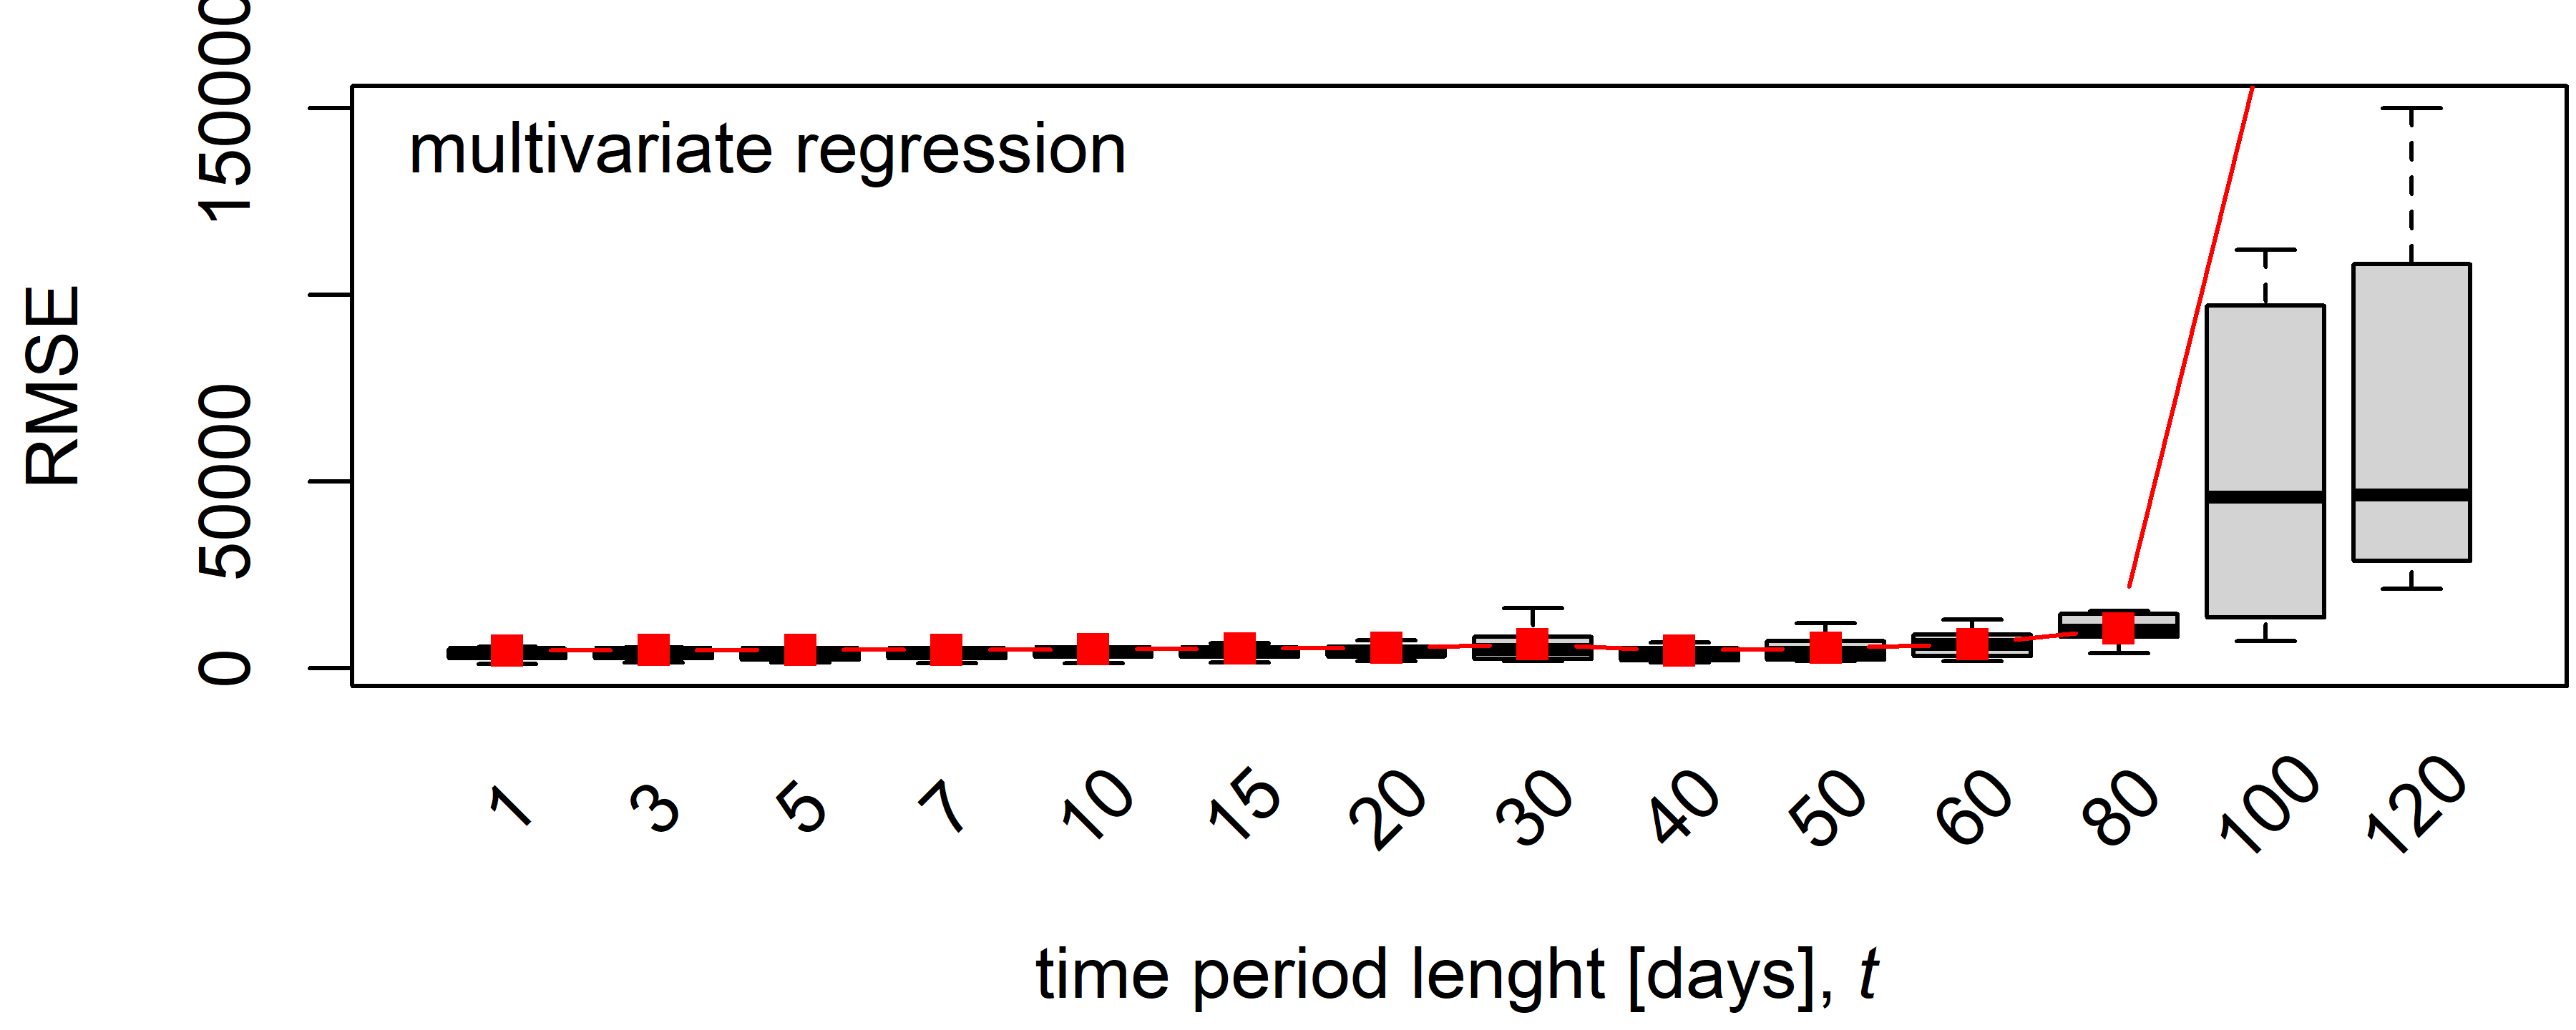 multivariate regression
RMSE
150000
50000
0
1 3 5 7 10 15 20 30 40 50 60 80 100 120
time period lenght [days], t